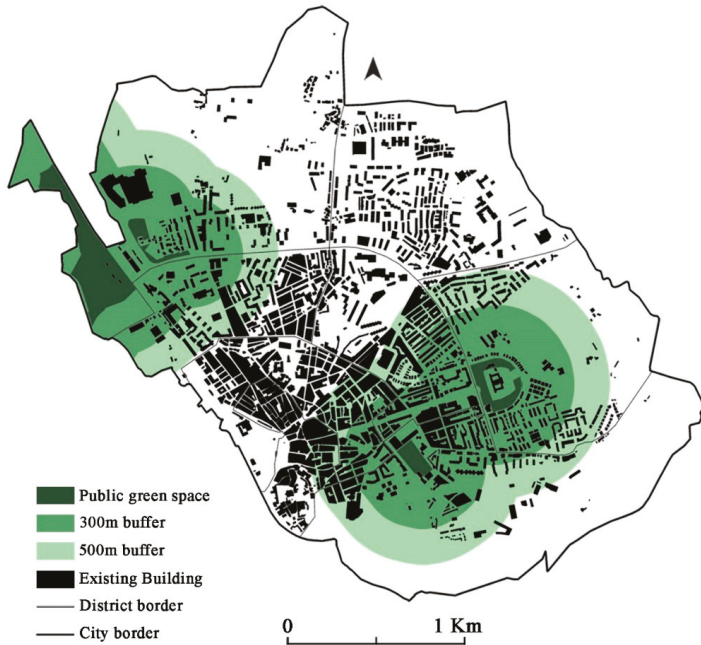 Public green space
300m buffer
500m buffer
Existing Building
District border
City border
0 1 Km